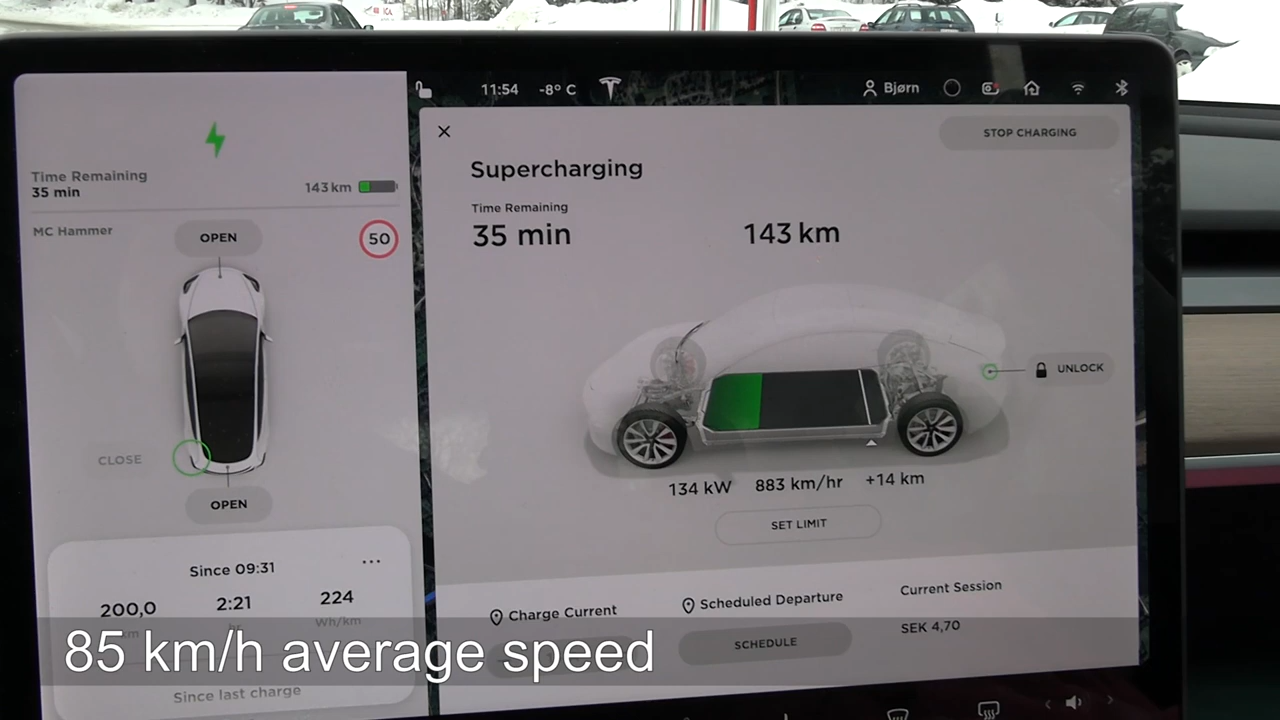 11:54
-8° C
Bjørn
STOP CHARGING
Time Remaining
35 min
143 km
MC Hammer
OPEN
50
CLOSE
OPEN
Supercharging
Time Remaining
35 min
143 km
UNLOCK
134 kW 883 km/hr +14 km
SET LIMIT
Since 09:31
...
200,0 2:21 224
km hr Wh/km
Since last charge
Charge Current
Scheduled Departure
SCHEDULE
Current Session
SEK 4,70
85 km/h average speed